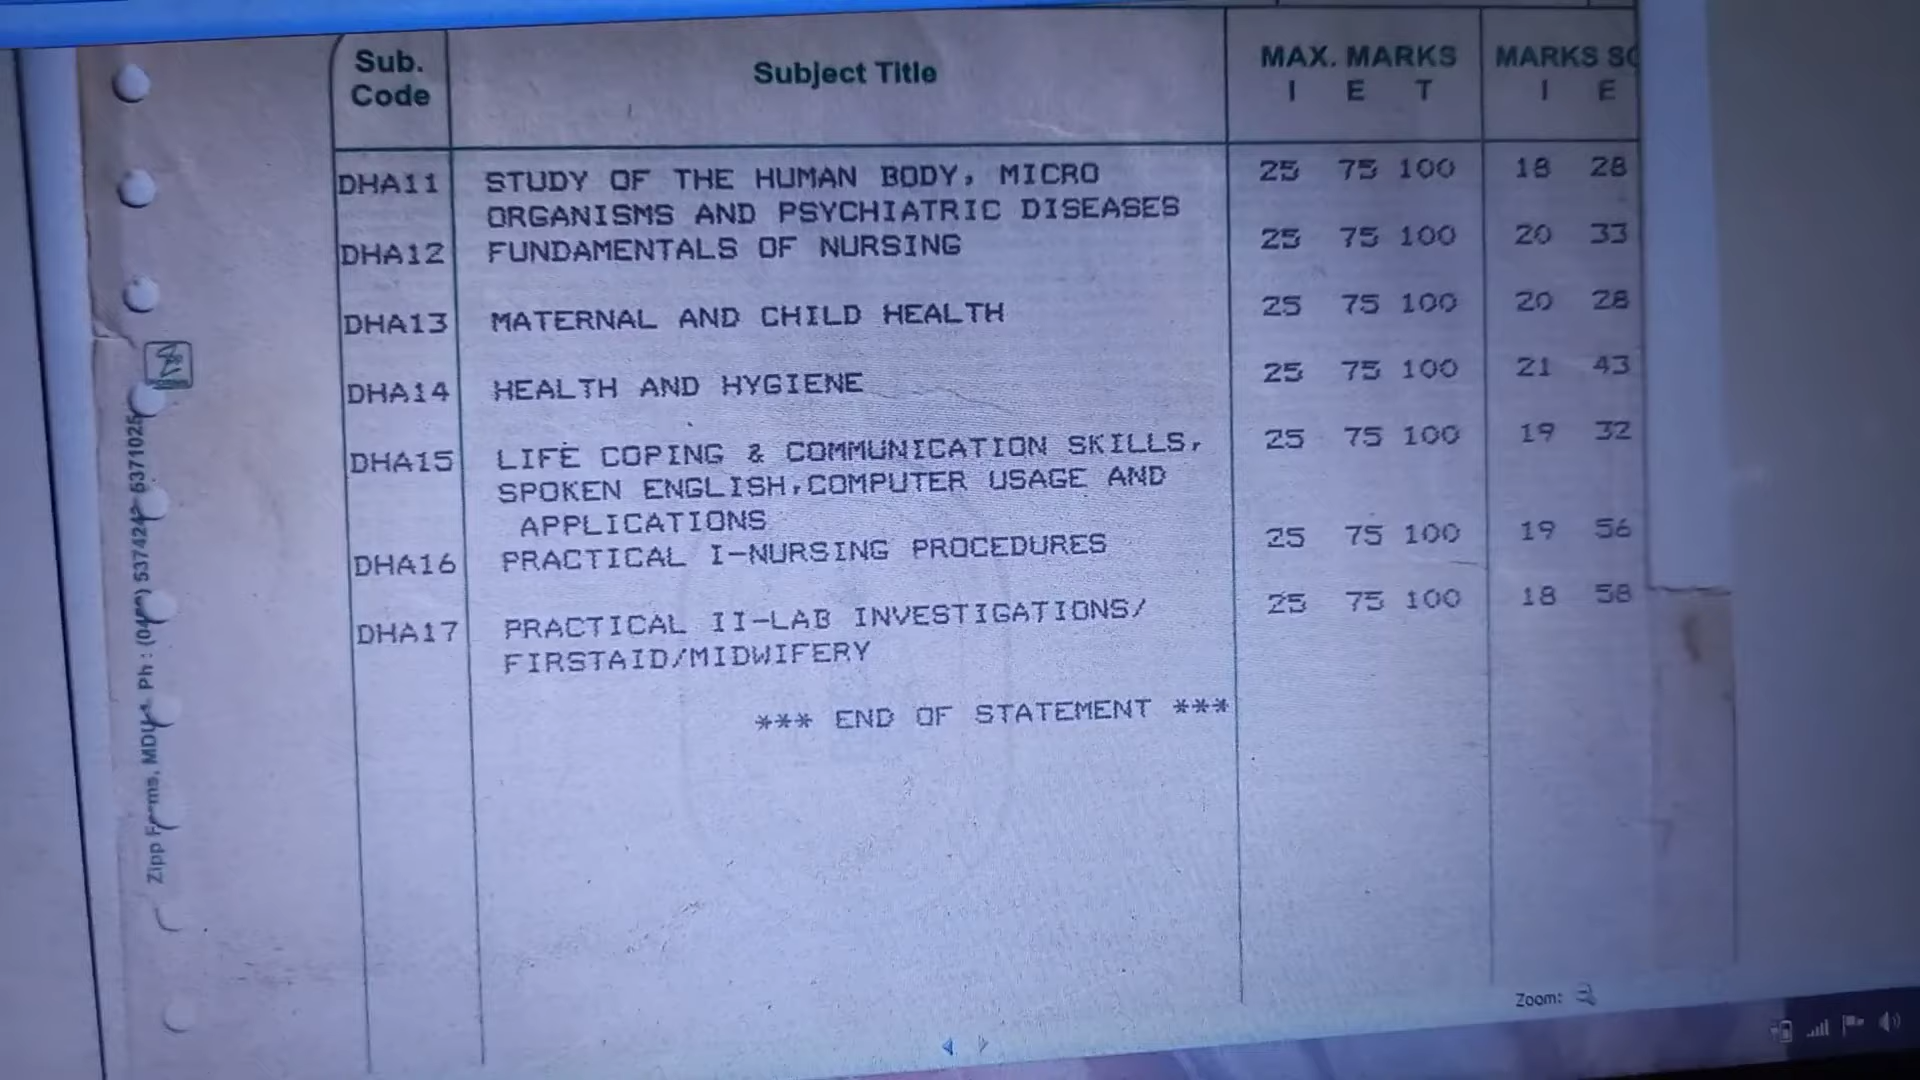 Sub. Code Subject Title MAX. MARKS MARKS SC
I E T I E
DHA11 STUDY OF THE HUMAN BODY, MICRO 25 75 100 18 28
ORGANISMS AND PSYCHIATRIC DISEASES
DHA12 FUNDAMENTALS OF NURSING 25 75 100 20 33
DHA13 MATERNAL AND CHILD HEALTH 25 75 100 20 28
DHA14 HEALTH AND HYGIENE 25 75 100 21 43
DHA15 LIFE COPING & COMMUNICATION SKILLS, 25 75 100 19 32
SPOKEN ENGLISH,COMPUTER USAGE AND
APPLICATIONS
DHA16 PRACTICAL I-NURSING PROCEDURES 25 75 100 19 56
DHA17 PRACTICAL II-LAB INVESTIGATIONS/ 25 75 100 18 58
FIRSTAID/MIDWIFERY
*** END OF STATEMENT ***
Zipp Forms, Ph :
Zoom: